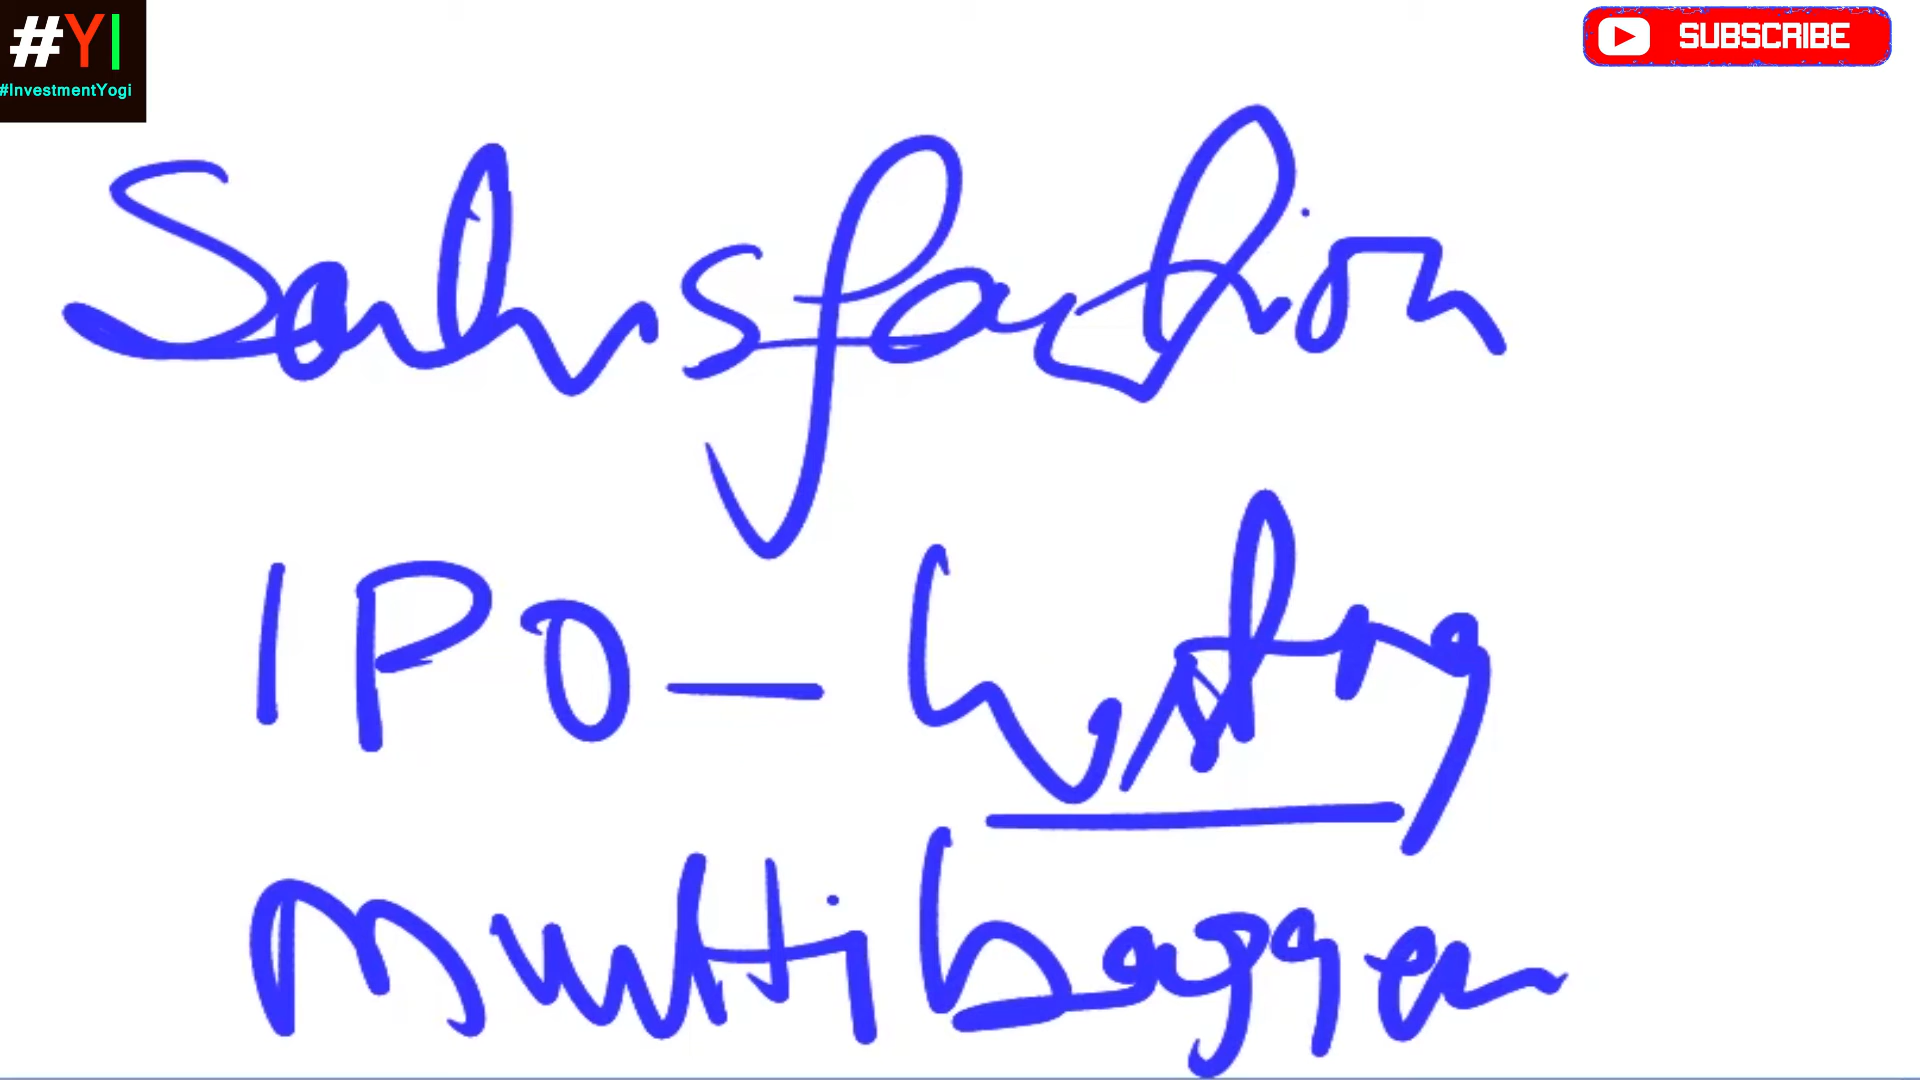 #YI
#InvestmentYogi
SUBSCRIBE
Satisfaction
IPO - Listing
Multibagger